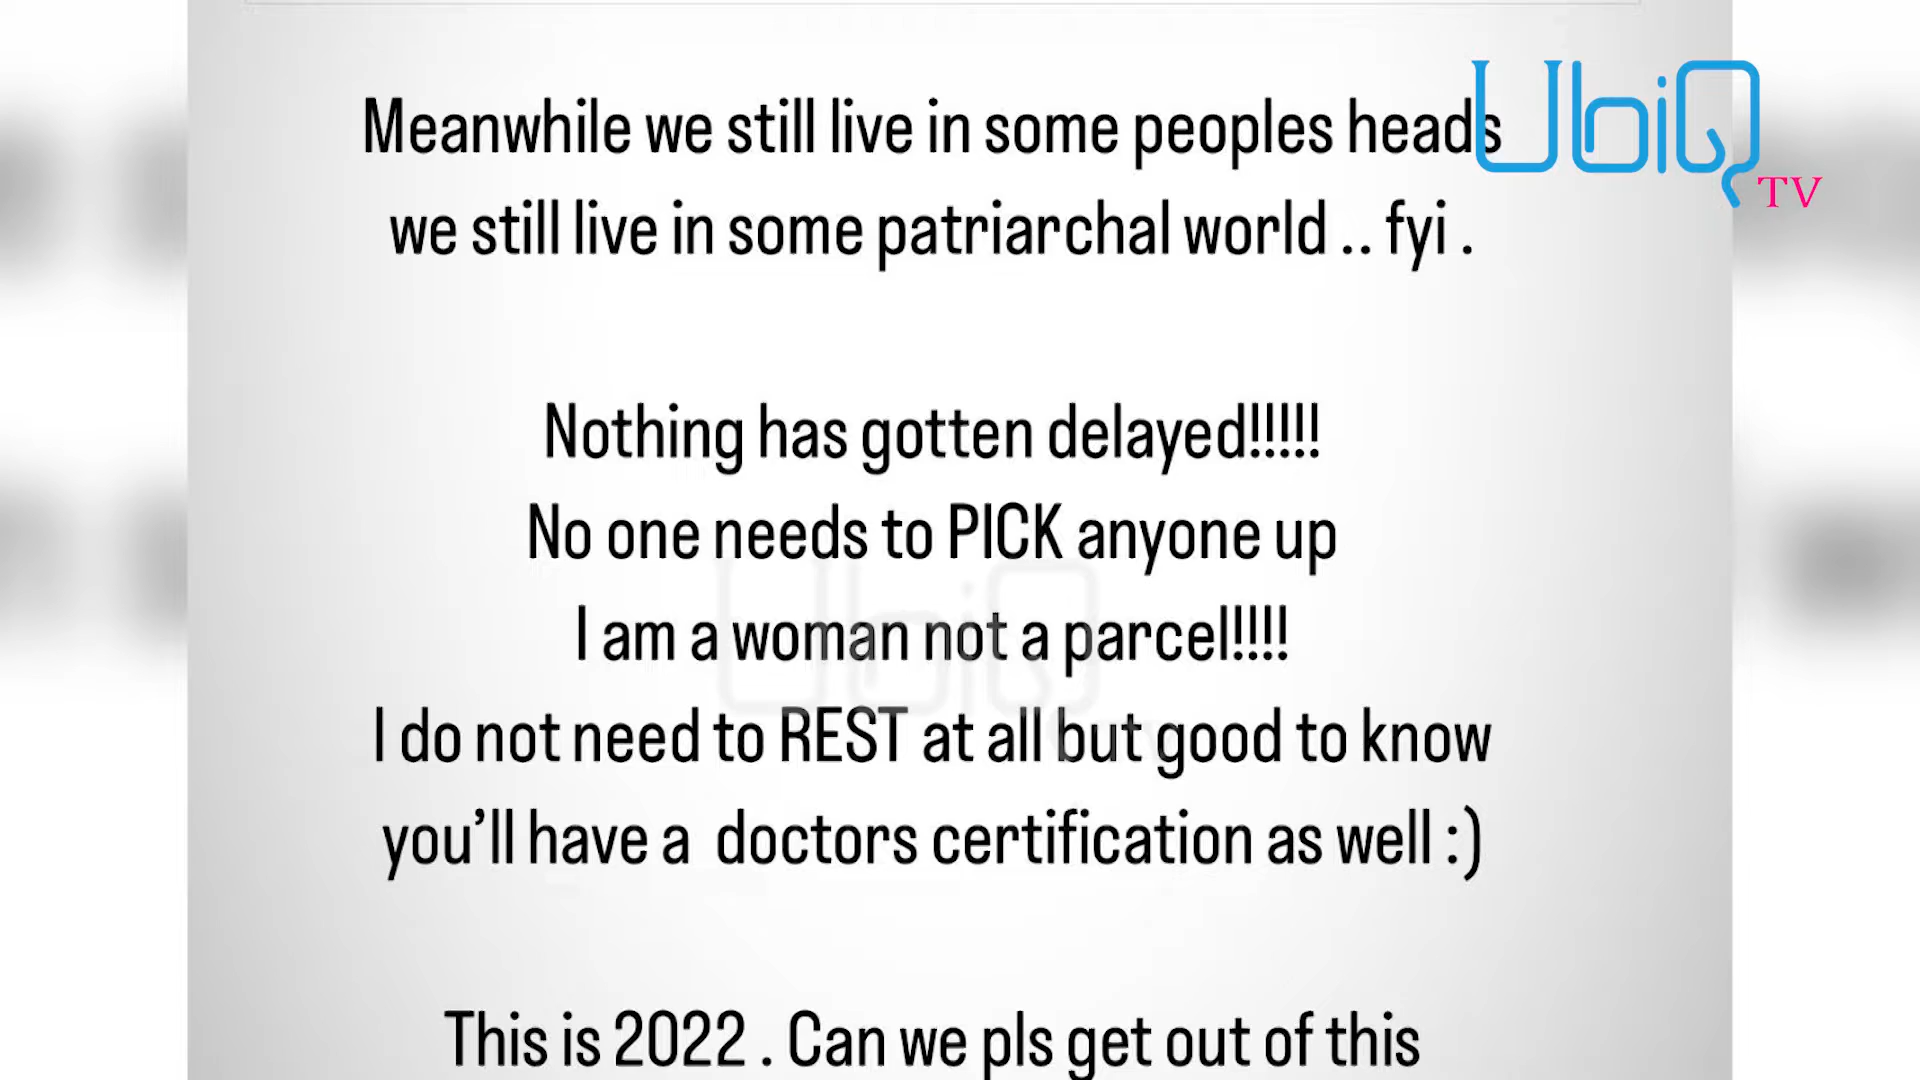 Meanwhile we still live in some peoples heads
we still live in some patriarchal world .. fyi .
Nothing has gotten delayed!!!!!
No one needs to PICK anyone up
I am a woman not a parcel!!!!
I do not need to REST at all but good to know
you’ll have a  doctors certification as well :)
This is 2022 . Can we pls get out of this
UbiQ
TV
UbiQ